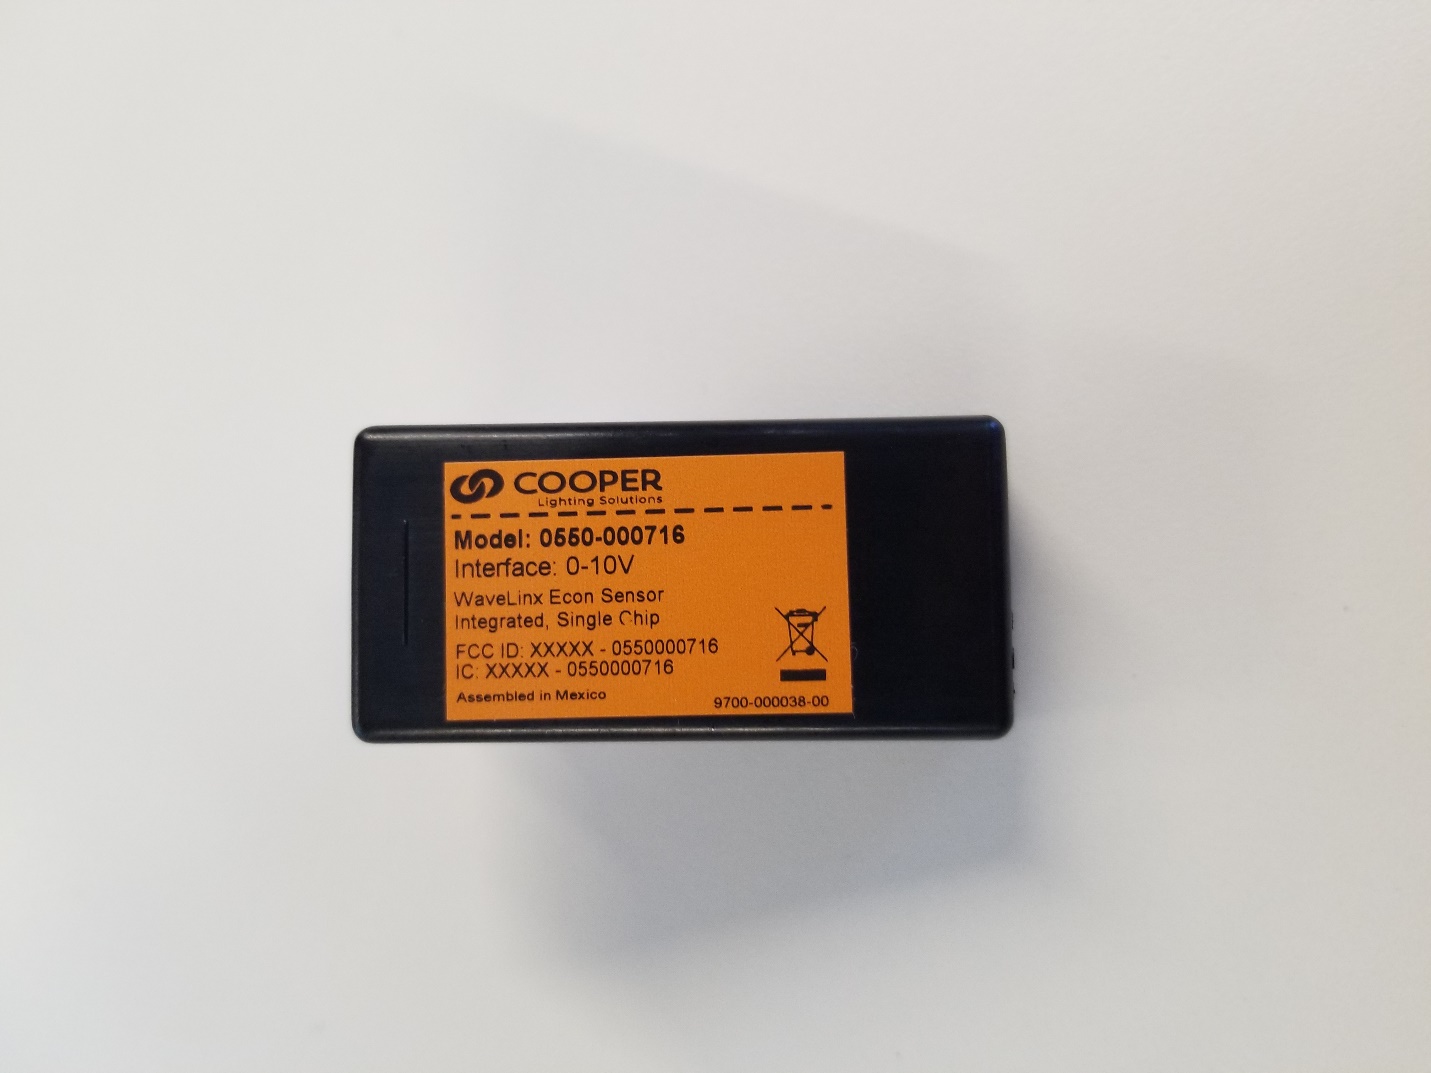 COOPER
Lighting Solutions
Model: 0550-000716
Interface: 0-10V
WaveLinx Econ Sensor
Integrated, Single Chip
FCC ID: XXXXX - 0550000716
IC: XXXXX - 0550000716
Assembled in Mexico
9700-000038-00